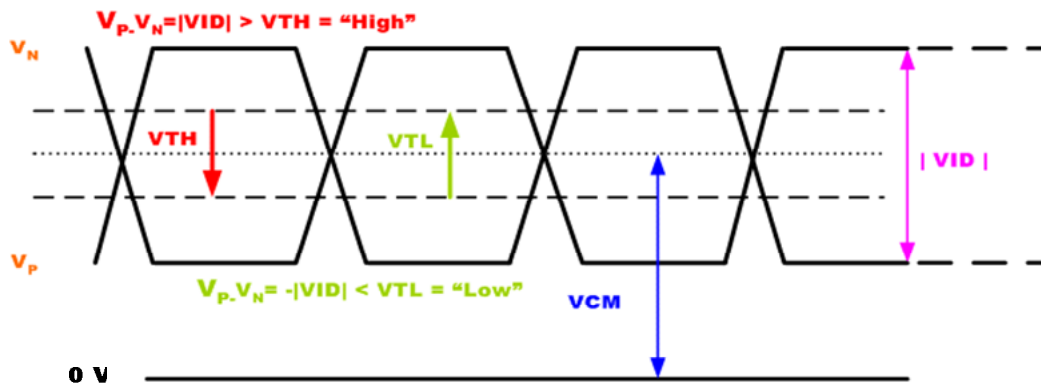 VP-VN=|VID| > VTH = “High”
VN
VTH
VTL
| VID |
VP
VP-VN= -|VID| < VTL = “Low”
VCM
0 V